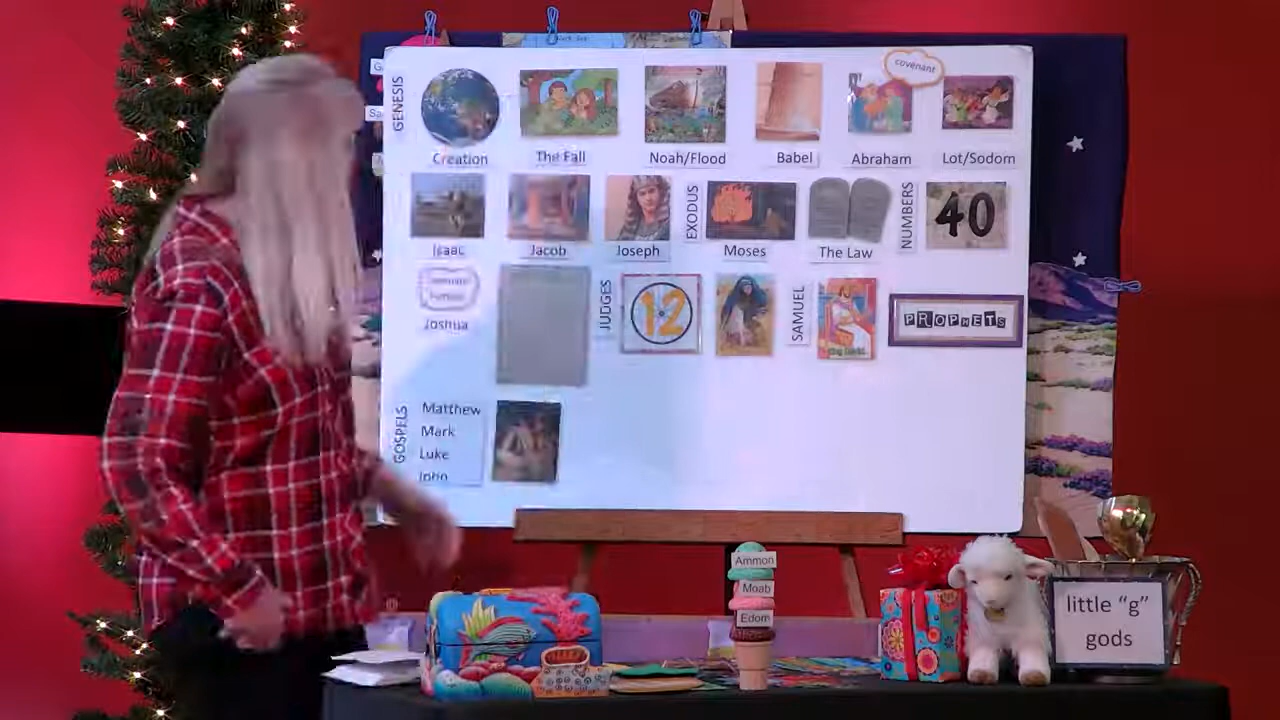 GENESIS
covenant
Creation
The Fall
Noah/Flood
Babel
Abraham
Lot/Sodom
Isaac
Jacob
Joseph
EXODUS
Moses
The Law
NUMBERS
40
Joshua
JUDGES
12
SAMUEL
PROPHETS
GOSPELS
Matthew
Mark
Luke
John
Ammon
Moab
Edom
little "g"
gods